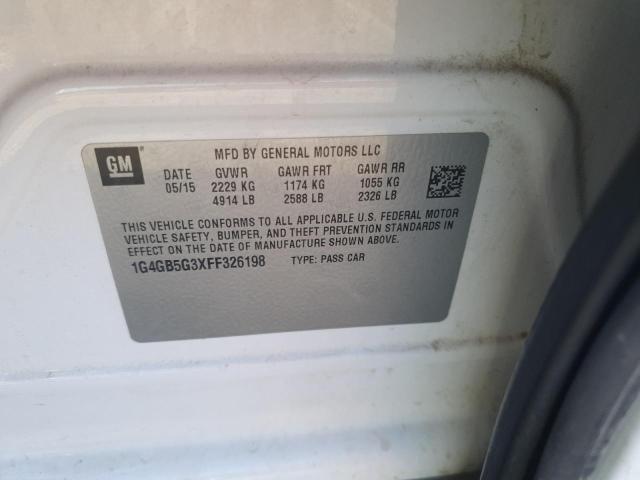 GM
MFD BY GENERAL MOTORS LLC
DATE GVWR GAWR FRT GAWR RR
05/15 2229 KG 1174 KG 1055 KG
4914 LB 2588 LB 2326 LB
THIS VEHICLE CONFORMS TO ALL APPLICABLE U.S. FEDERAL MOTOR
VEHICLE SAFETY, BUMPER, AND THEFT PREVENTION STANDARDS IN
EFFECT ON THE DATE OF MANUFACTURE SHOWN ABOVE.
1G4GB5G3XFF326198 TYPE: PASS CAR